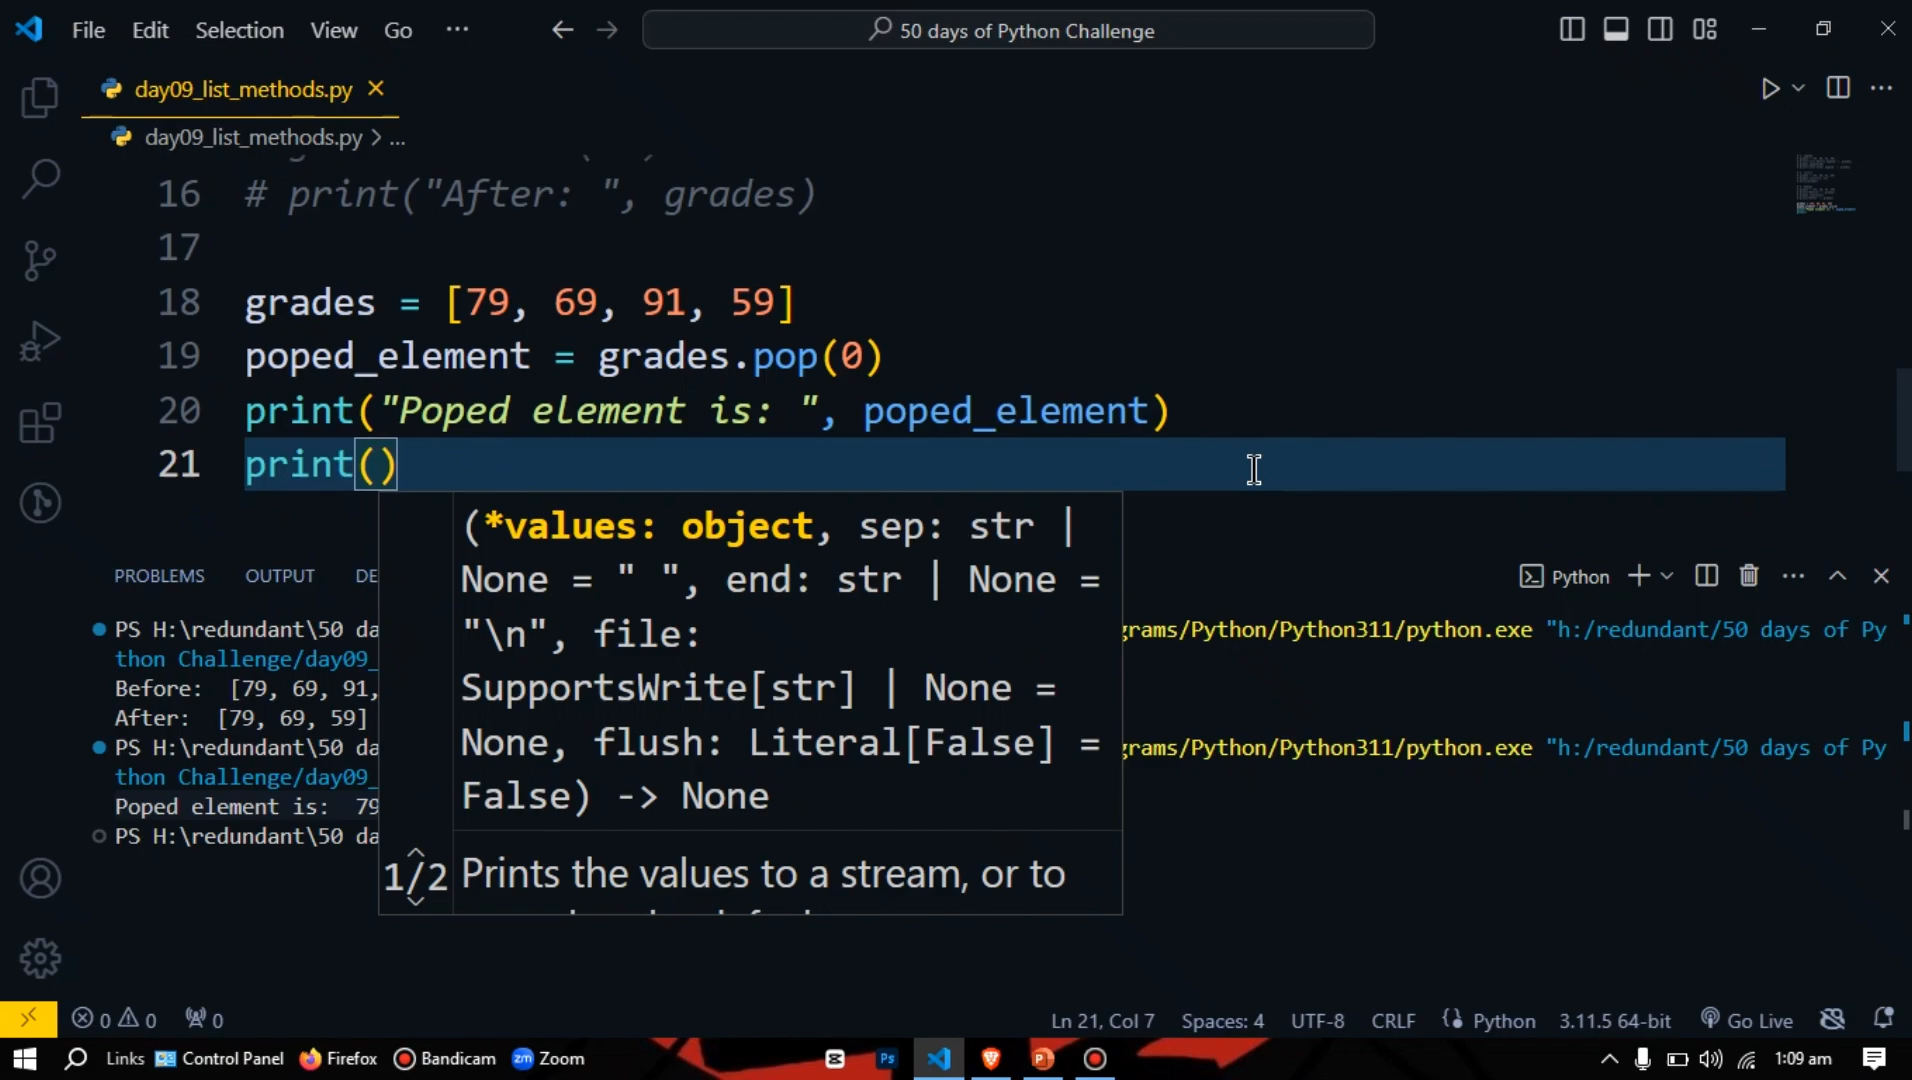 File Edit Selection View Go ···
50 days of Python Challenge
day09_list_methods.py
day09_list_methods.py > ...
16 # print("After: ", grades)
17
18 grades = [79, 69, 91, 59]
19 poped_element = grades.pop(0)
20 print("Poped element is: ", poped_element)
21 print()
(*values: object, sep: str |
None = " ", end: str | None =
"\n", file:
SupportsWrite[str] | None =
None, flush: Literal[False] =
False) -> None
1/2 Prints the values to a stream, or to
PROBLEMS OUTPUT DE
Python
PS H:\redundant\50 da grams/Python/Python311/python.exe "h:/redundant/50 days of Py
thon Challenge/day09_
Before:  [79, 69, 91,
After:  [79, 69, 59]
PS H:\redundant\50 da grams/Python/Python311/python.exe "h:/redundant/50 days of Py
thon Challenge/day09_
Poped element is:  79
PS H:\redundant\50 da
0 0 0
Ln 21, Col 7 Spaces: 4 UTF-8 CRLF Python 3.11.5 64-bit Go Live
Links Control Panel Firefox Bandicam zm Zoom Ps P 1:09 am